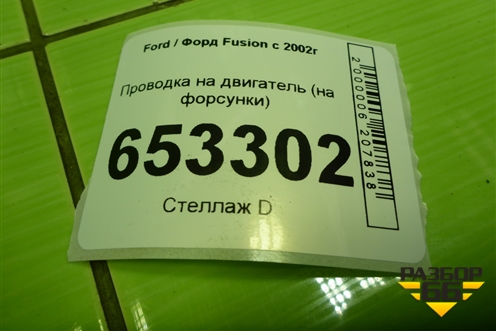 Ford / Форд Fusion с 2002г
Проводка на двигатель (на
форсунки)
653302
Стеллаж D
2000006207838
РАЗБОР
66